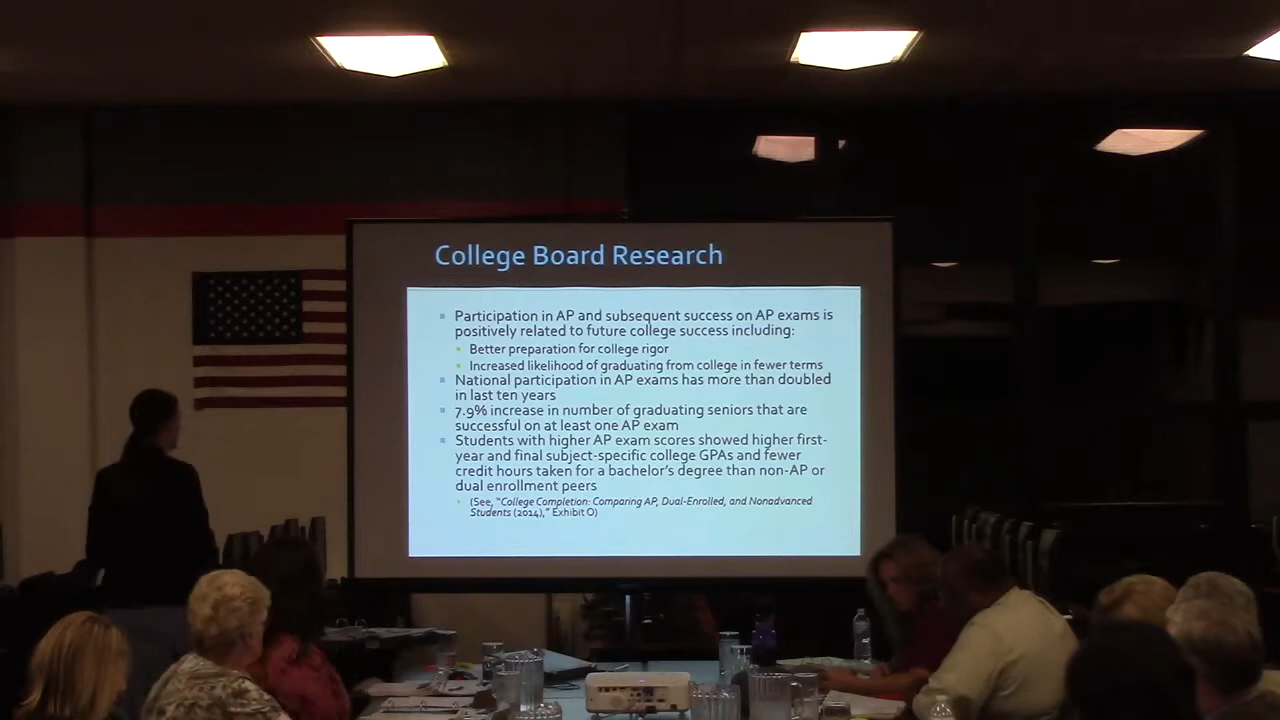 College Board Research
Participation in AP and subsequent success on AP exams is
positively related to future college success including:
Better preparation for college rigor
Increased likelihood of graduating from college in fewer terms
National participation in AP exams has more than doubled
in last ten years
7.9% increase in number of graduating seniors that are
successful on at least one AP exam
Students with higher AP exam scores showed higher first-
year and final subject-specific college GPAs and fewer
credit hours taken for a bachelor's degree than non-AP or
dual enrollment peers
(See, "College Completion: Comparing AP, Dual-Enrolled, and Nonadvanced
Students (2014)," Exhibit O)